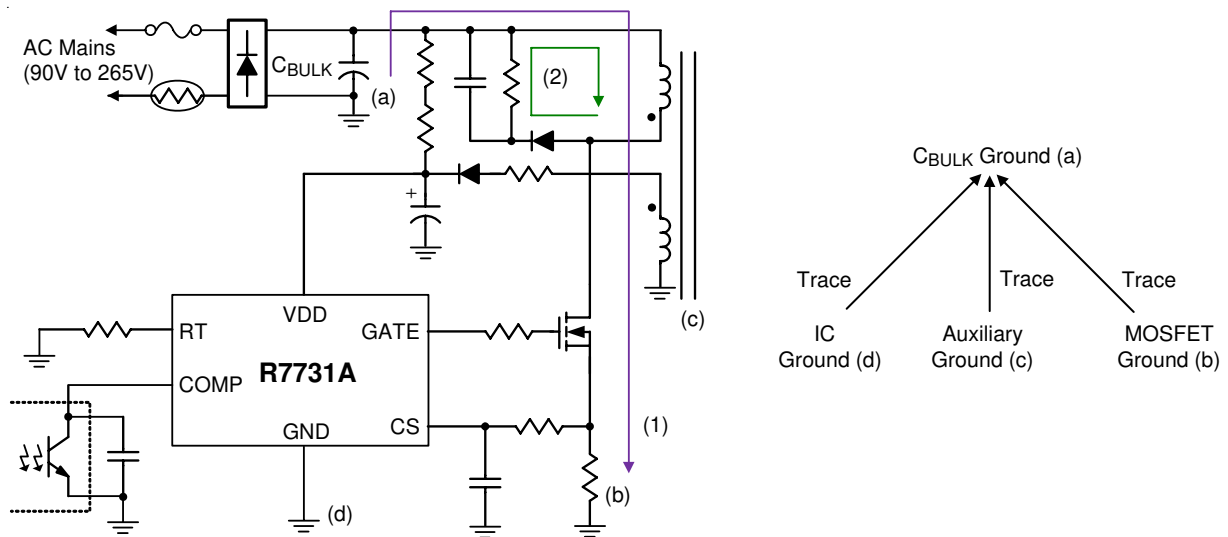 AC Mains
(90V to 265V)
CBULK
(a)
(2)
+
(c)
VDD
RT
GATE
R7731A
COMP
CS
GND
(1)
(b)
(d)
CBULK Ground (a)
Trace
Trace
Trace
IC
Ground (d)
Auxiliary
Ground (c)
MOSFET
Ground (b)